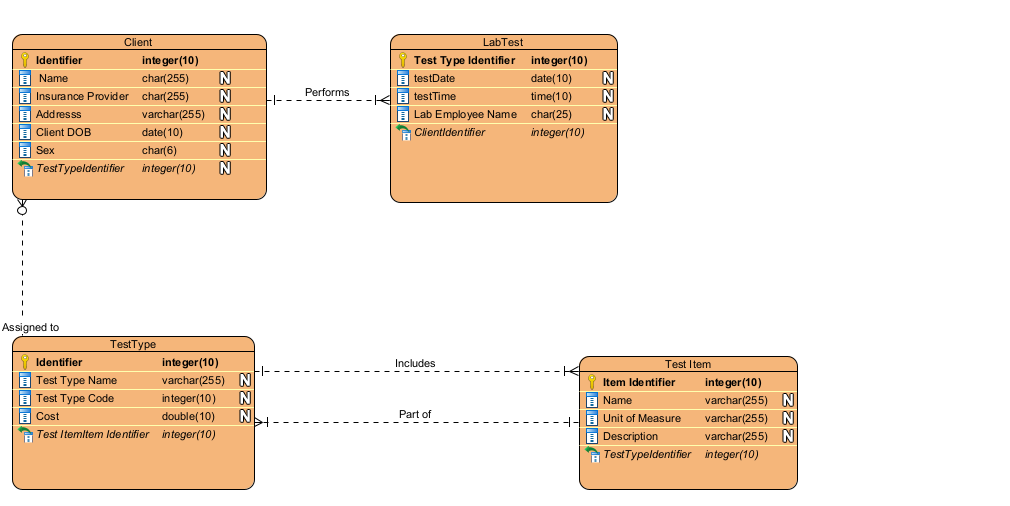 Client
Identifier integer(10)
Name char(255) N
Insurance Provider char(255) N
Addresss varchar(255) N
Client DOB date(10) N
Sex char(6) N
TestTypeIdentifier integer(10) N
Performs
LabTest
Test Type Identifier integer(10)
testDate date(10) N
testTime time(10) N
Lab Employee Name char(25) N
ClientIdentifier integer(10)
Assigned to
TestType
Identifier integer(10)
Test Type Name varchar(255) N
Test Type Code integer(10) N
Cost double(10) N
Test ItemItem Identifier integer(10)
Includes
Part of
Test Item
Item Identifier integer(10)
Name varchar(255) N
Unit of Measure varchar(255) N
Description varchar(255) N
TestTypeIdentifier integer(10)